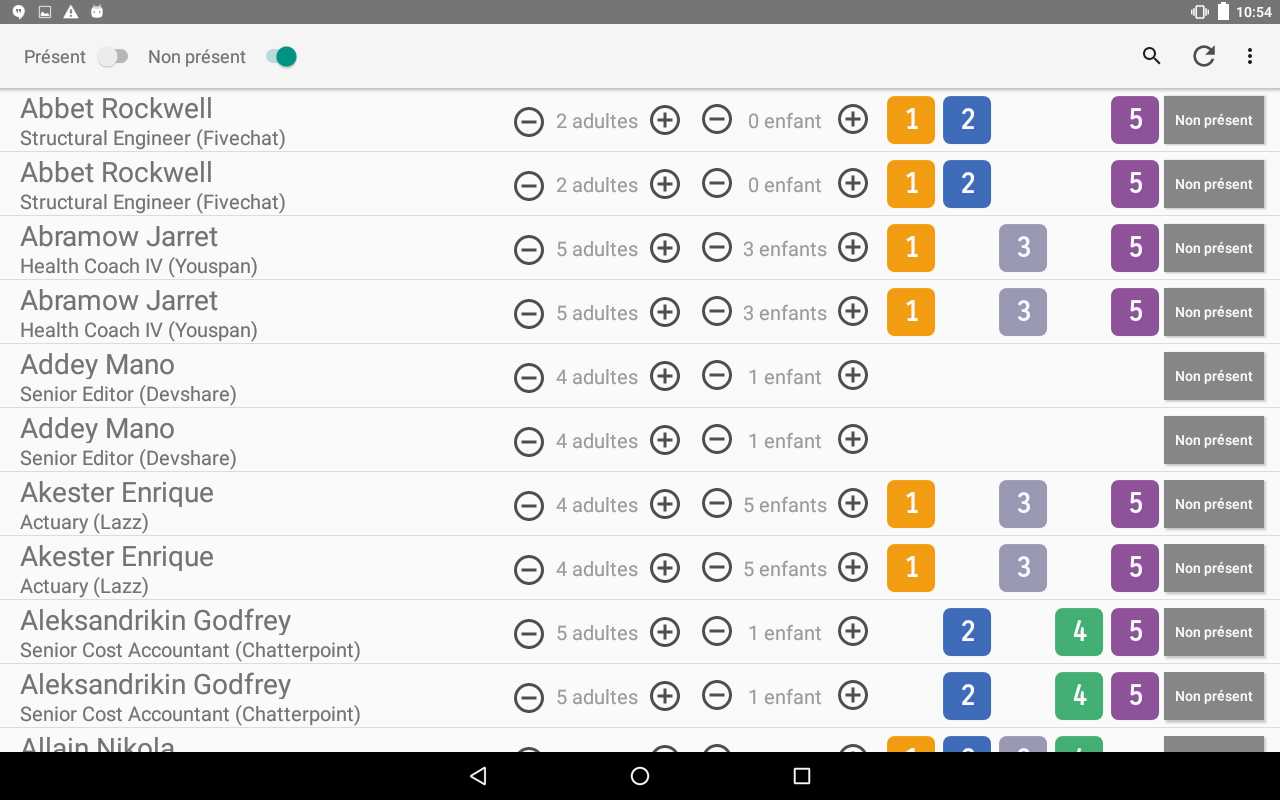 10:54
Présent Non présent
Abbet Rockwell
Structural Engineer (Fivechat)
2 adultes 0 enfant 1 2 5 Non présent
Abbet Rockwell
Structural Engineer (Fivechat)
2 adultes 0 enfant 1 2 5 Non présent
Abramow Jarret
Health Coach IV (Youspan)
5 adultes 3 enfants 1 3 5 Non présent
Abramow Jarret
Health Coach IV (Youspan)
5 adultes 3 enfants 1 3 5 Non présent
Addey Mano
Senior Editor (Devshare)
4 adultes 1 enfant Non présent
Addey Mano
Senior Editor (Devshare)
4 adultes 1 enfant Non présent
Akester Enrique
Actuary (Lazz)
4 adultes 5 enfants 1 3 5 Non présent
Akester Enrique
Actuary (Lazz)
4 adultes 5 enfants 1 3 5 Non présent
Aleksandrikin Godfrey
Senior Cost Accountant (Chatterpoint)
5 adultes 1 enfant 2 4 5 Non présent
Aleksandrikin Godfrey
Senior Cost Accountant (Chatterpoint)
5 adultes 1 enfant 2 4 5 Non présent
Allain Nikola
1 2 3 4